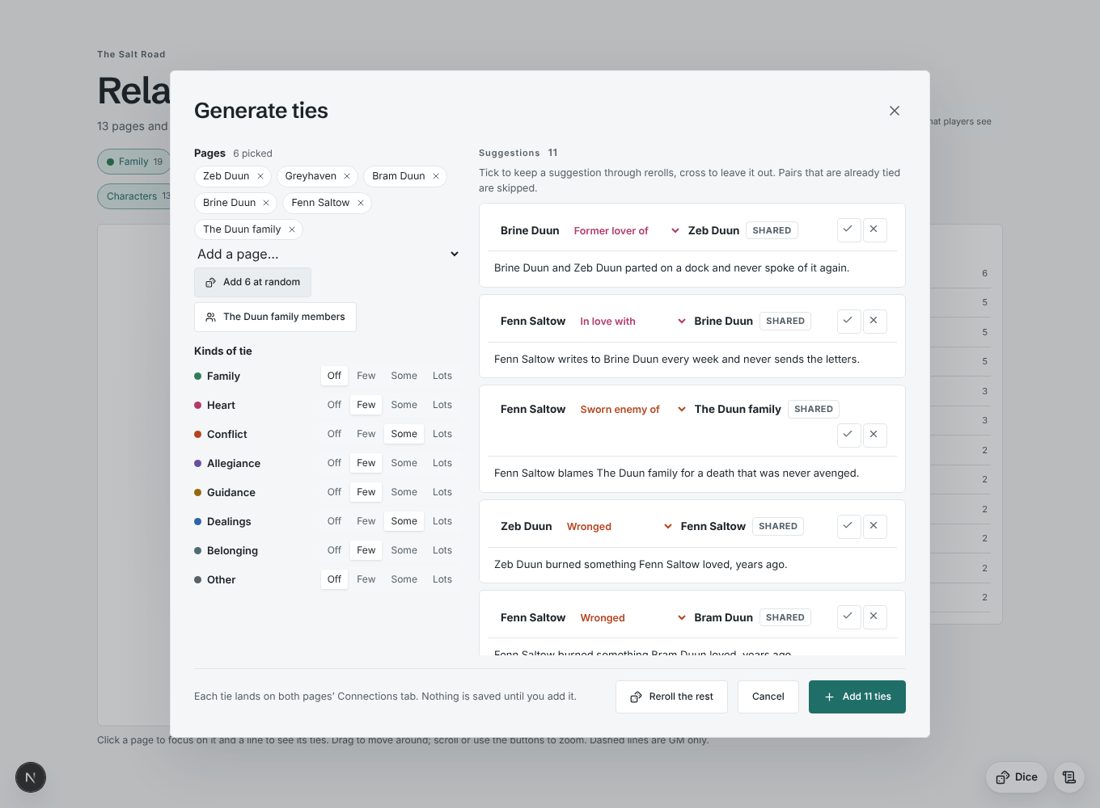 The Salt Road
Rela
13 pages and
hat players see
Family 19
Characters 13
Generate ties
Pages 6 picked
Zeb Duun
Greyhaven
Bram Duun
Brine Duun
Fenn Saltow
The Duun family
Add a page...
Add 6 at random
The Duun family members
Kinds of tie
Family Off Few Some Lots
Heart Off Few Some Lots
Conflict Off Few Some Lots
Allegiance Off Few Some Lots
Guidance Off Few Some Lots
Dealings Off Few Some Lots
Belonging Off Few Some Lots
Other Off Few Some Lots
Suggestions 11
Tick to keep a suggestion through rerolls, cross to leave it out. Pairs that are already tied
are skipped.
Brine Duun Former lover of Zeb Duun SHARED
Brine Duun and Zeb Duun parted on a dock and never spoke of it again.
Fenn Saltow In love with Brine Duun SHARED
Fenn Saltow writes to Brine Duun every week and never sends the letters.
Fenn Saltow Sworn enemy of The Duun family SHARED
Fenn Saltow blames The Duun family for a death that was never avenged.
Zeb Duun Wronged Fenn Saltow SHARED
Zeb Duun burned something Fenn Saltow loved, years ago.
Fenn Saltow Wronged Bram Duun SHARED
Fenn Saltow burned something Bram Duun loved, years ago.
6
5
5
5
3
3
2
2
2
2
2
2
Each tie lands on both pages' Connections tab. Nothing is saved until you add it.
Reroll the rest
Cancel
Add 11 ties
Click a page to focus on it and a line to see its ties. Drag to move around; scroll or use the buttons to zoom. Dashed lines are GM only.
N
Dice